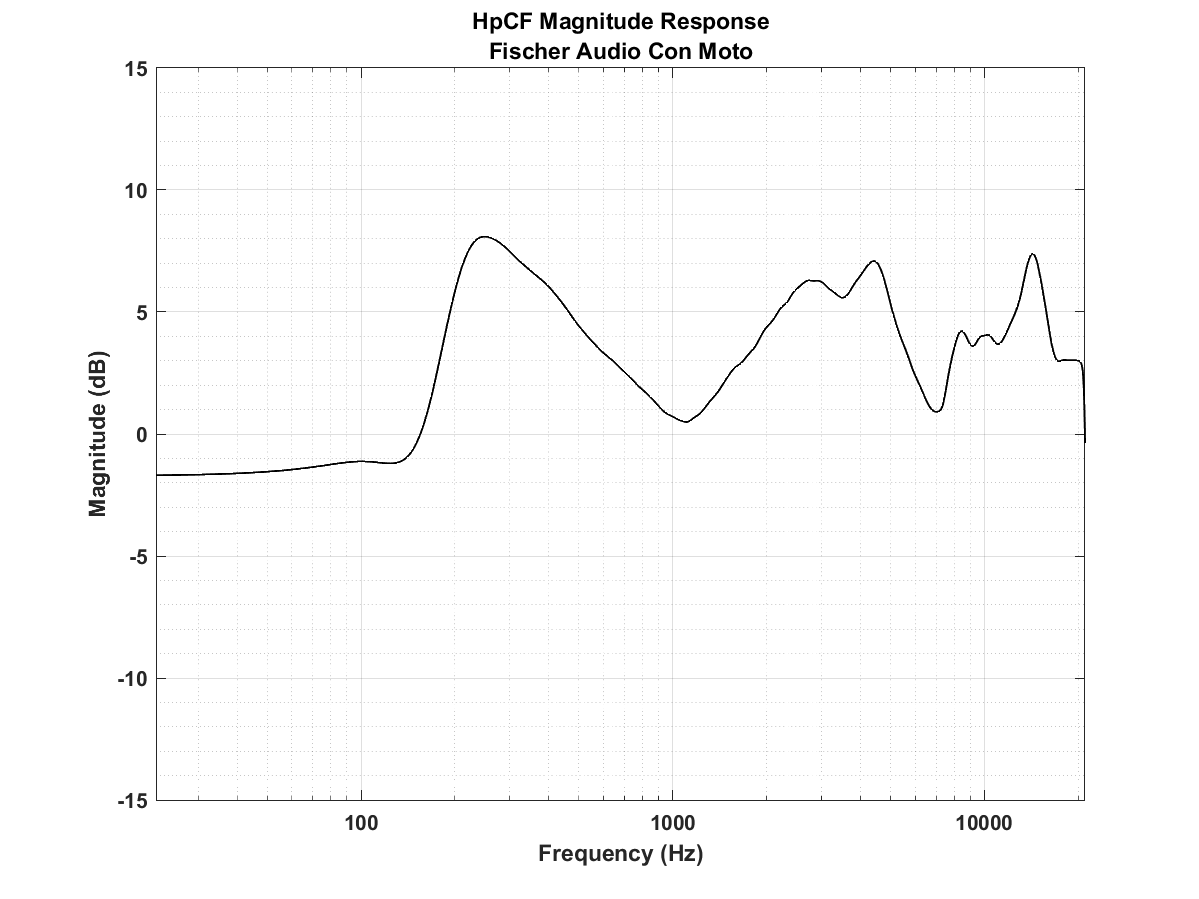 HpCF Magnitude Response
Fischer Audio Con Moto
15
10
5
0
-5
-10
-15
Magnitude (dB)
100
1000
10000
Frequency (Hz)